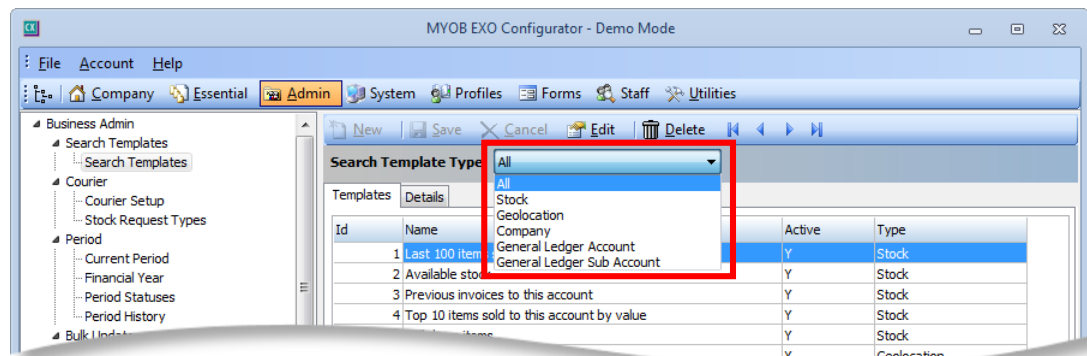 MYOB EXO Configurator - Demo Mode
File Account Help
Company Essential Admin System Profiles Forms Staff Utilities
Business Admin
Search Templates
Search Templates
Courier
Courier Setup
Stock Request Types
Period
Current Period
Financial Year
Period Statuses
Period History
New Save Cancel Edit Delete
Search Template Type All
All
Stock
Geolocation
Company
General Ledger Account
General Ledger Sub Account
Templates Details
Id Name Active Type
1 Last 100 items Y Stock
2 Available stock Y Stock
3 Previous invoices to this account Y Stock
4 Top 10 items sold to this account by value Y Stock
items Y Stock
Y Geolocation